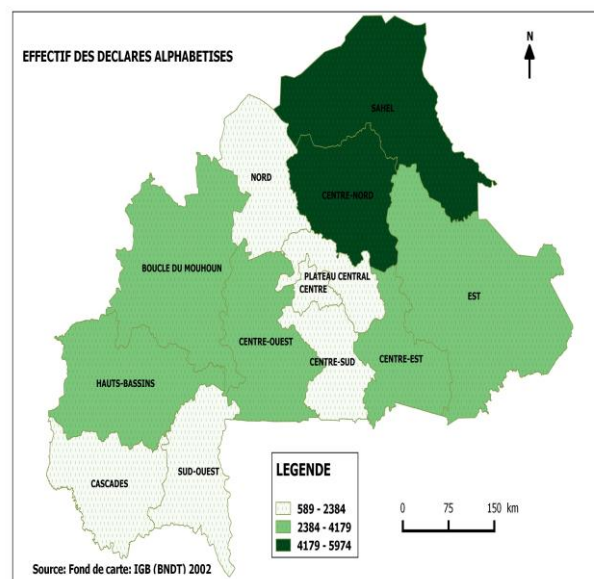 EFFECTIF DES DECLARES ALPHABETISES
N
SAHEL
NORD
CENTRE-NORD
BOUCLE DU MOUHOUN
PLATEAU CENTRAL
CENTRE
EST
CENTRE-OUEST
CENTRE-SUD
CENTRE-EST
HAUTS-BASSINS
SUD-OUEST
CASCADES
LEGENDE
589 - 2384
2384 - 4179
4179 - 5974
0 75 150 km
Source: Fond de carte: IGB (BNDT) 2002